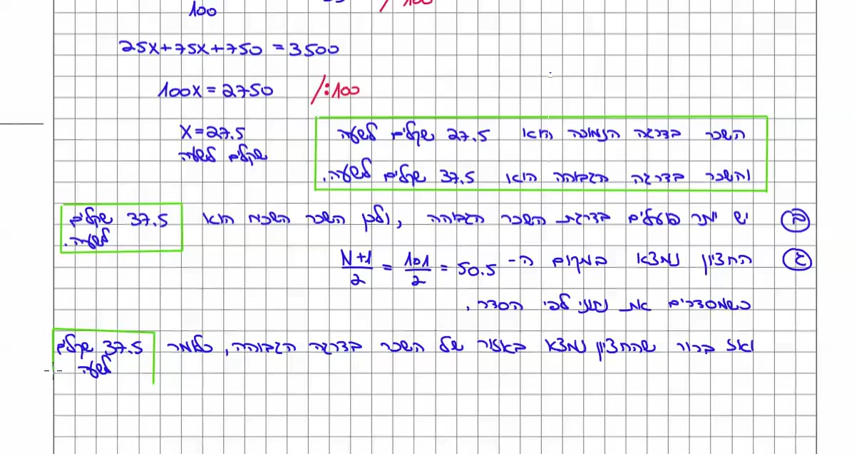 100
/·100
25x+75x+750 = 3500
100x = 2750 /:100
x = 27.5
שקלים לשעה
השכר בדרגה הנמוכה הוא 27.5 שקלים לשעה
והשכר בדרגה הגבוהה הוא 37.5 שקלים לשעה.
ב יש יותר פועלים בדרגת השכר הגבוהה, ולכן השכר השכיח הוא 37.5 שקלים
לשעה.
ג החציון נמצא במקום ה- N+1/2 = 101/2 = 50.5
כשמסדרים את נתוני לפי הסדר,
ואז ברור שהחציון נמצא באזור של השכר בדרגה הגבוהה, כלומר 37.5 שקלים
לשעה